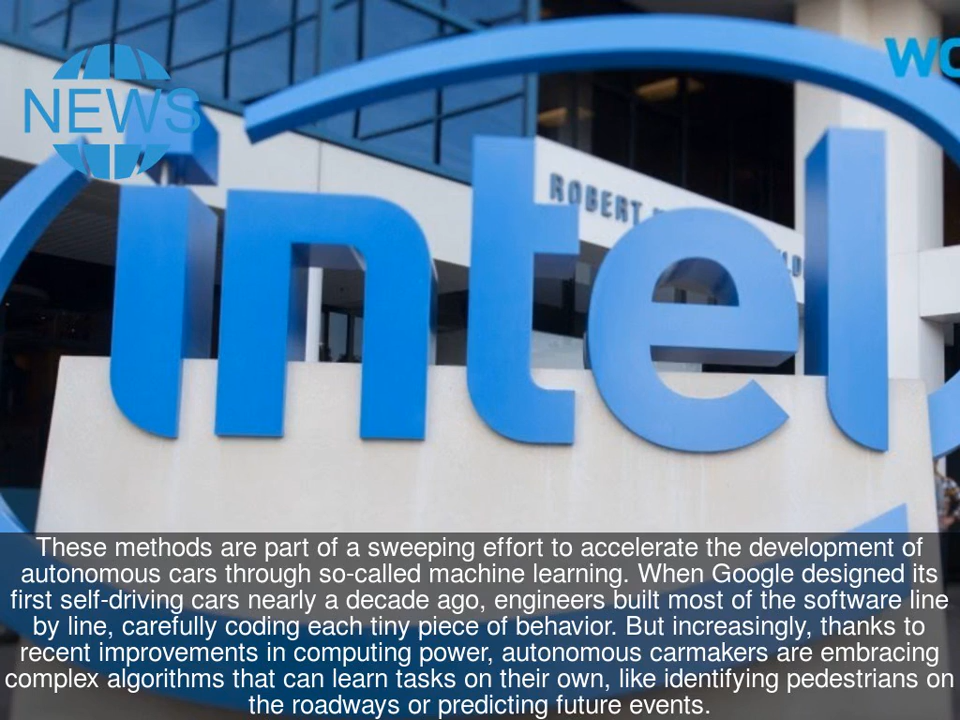 NEWS
intel
ROBERT
These methods are part of a sweeping effort to accelerate the development of
autonomous cars through so-called machine learning. When Google designed its
first self-driving cars nearly a decade ago, engineers built most of the software line
by line, carefully coding each tiny piece of behavior. But increasingly, thanks to
recent improvements in computing power, autonomous carmakers are embracing
complex algorithms that can learn tasks on their own, like identifying pedestrians on
the roadways or predicting future events.